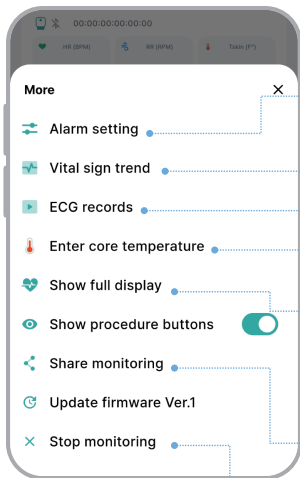 00:00:00:00:00:00
HR (BPM)
RR (RPM)
Tskin (F°)
More
Alarm setting
Vital sign trend
ECG records
Enter core temperature
Show full display
Show procedure buttons
Share monitoring
Update firmware Ver.1
Stop monitoring